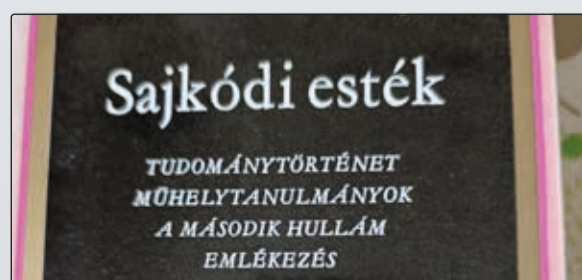 Sajkódi esték
TUDOMÁNYTÖRTÉNET
MŰHELYTANULMÁNYOK
A MÁSODIK HULLÁM
EMLÉKEZÉS